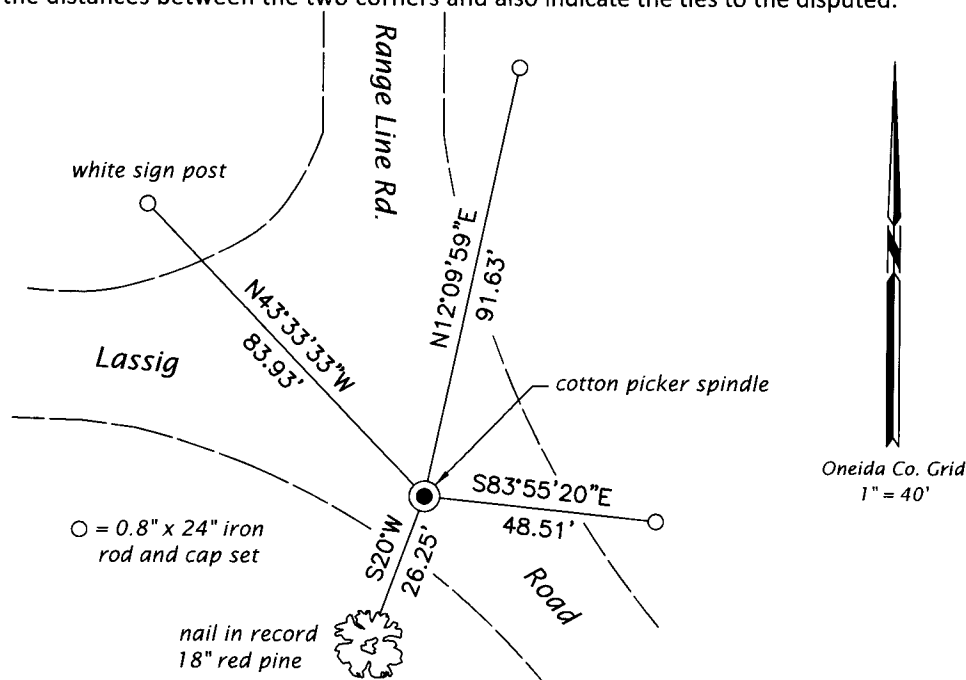 the distances between the two corners and also indicate the ties to the disputed.
Range Line Rd.
white sign post
N12°09'59"E
91.63'
N43°33'33"W
83.93'
Lassig
cotton picker spindle
N
Oneida Co. Grid
1" = 40'
S83°55'20"E
48.51'
= 0.8" x 24" iron
rod and cap set
S20°W
26.25'
Road
nail in record
18" red pine